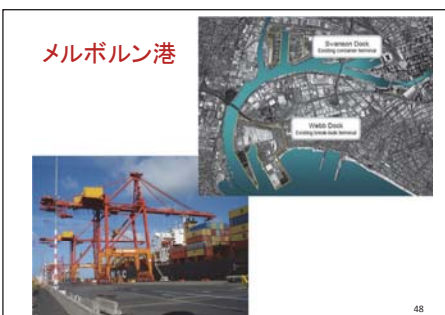 メルボルン港
Swanson Dock
Existing container terminal
Webb Dock
Existing break-bulk terminal
48